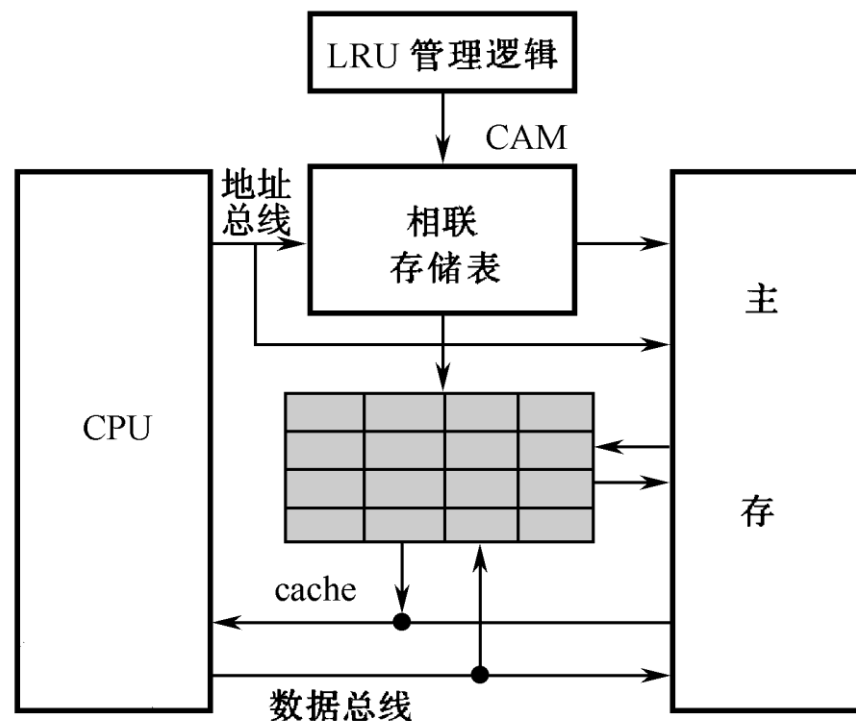 LRU 管理逻辑
CAM
地址
总线
相联
存储表
主
CPU
存
cache
数据总线